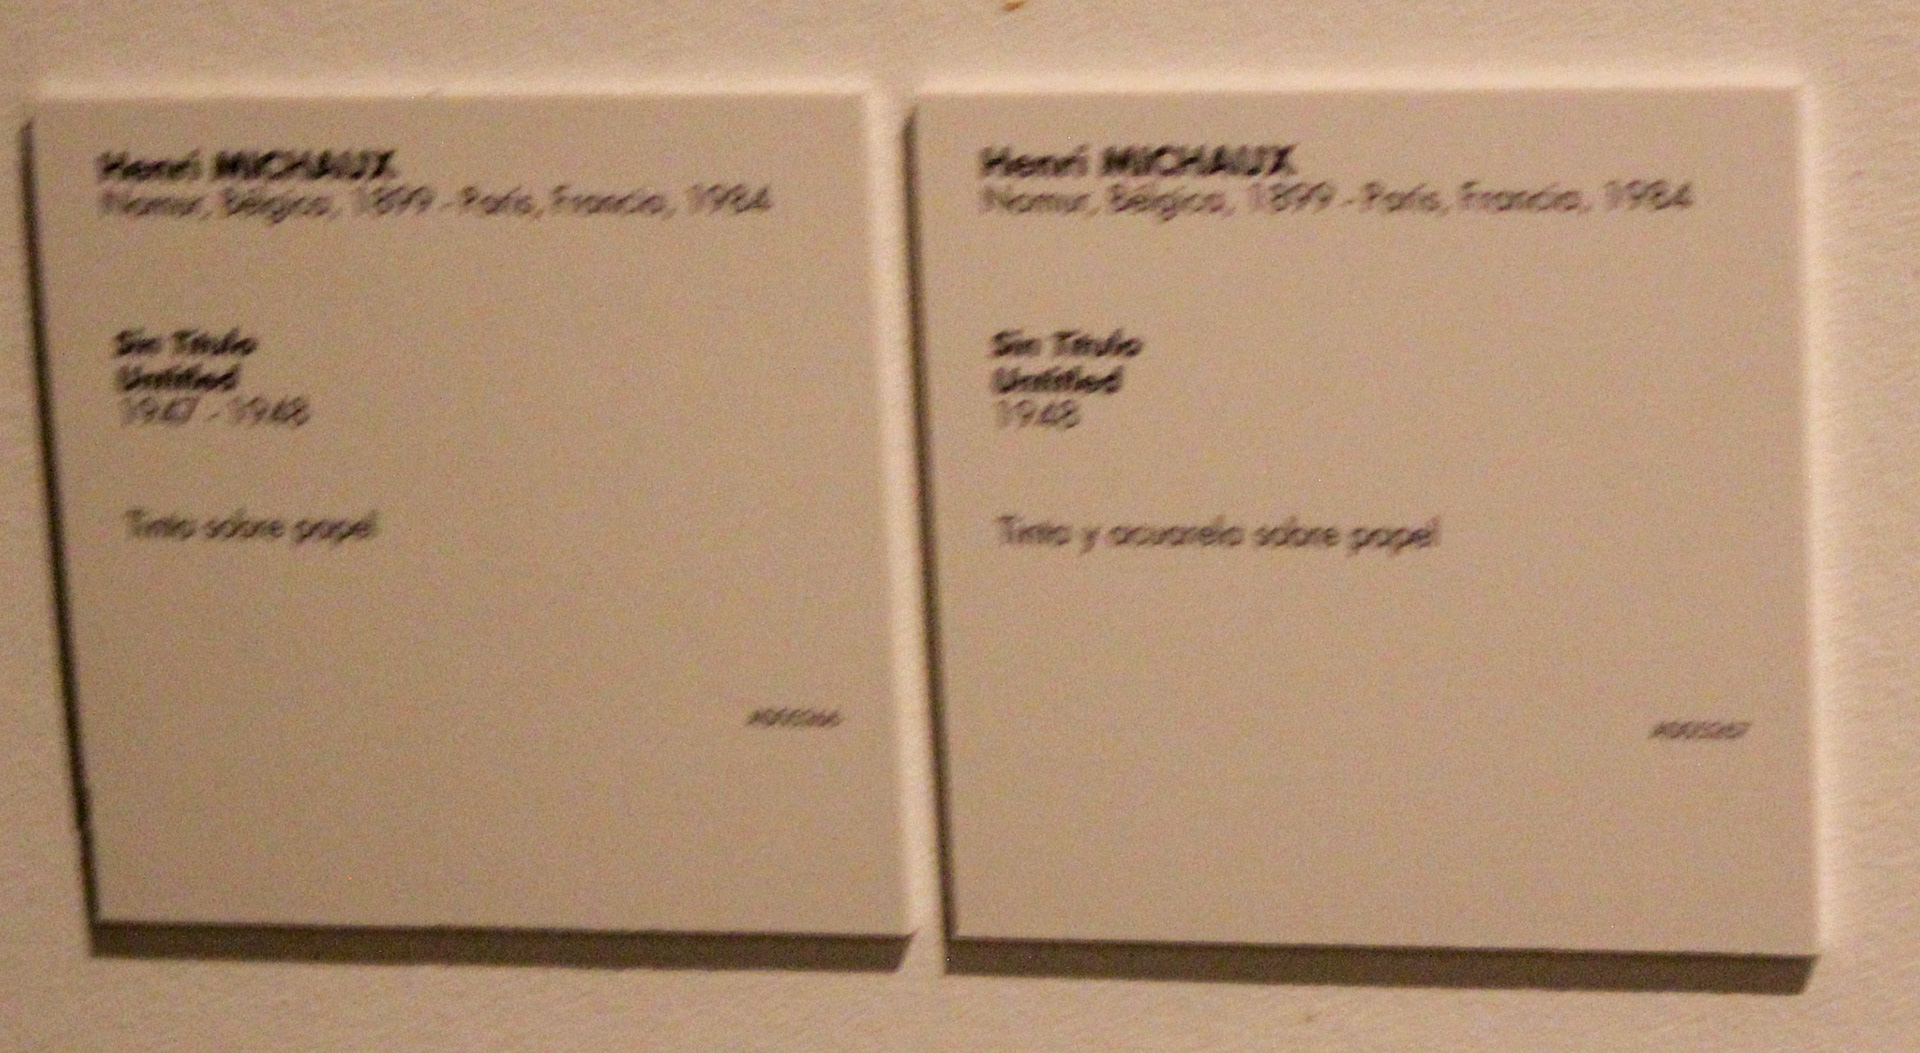 Henri MICHAUX
Namur, Bélgica, 1899 - París, Francia, 1984
Sin Título
Untitled
1947 - 1948
Tinta sobre papel
Henri MICHAUX
Namur, Bélgica, 1899 - París, Francia, 1984
Sin Título
Untitled
1948
Tinta y acuarela sobre papel